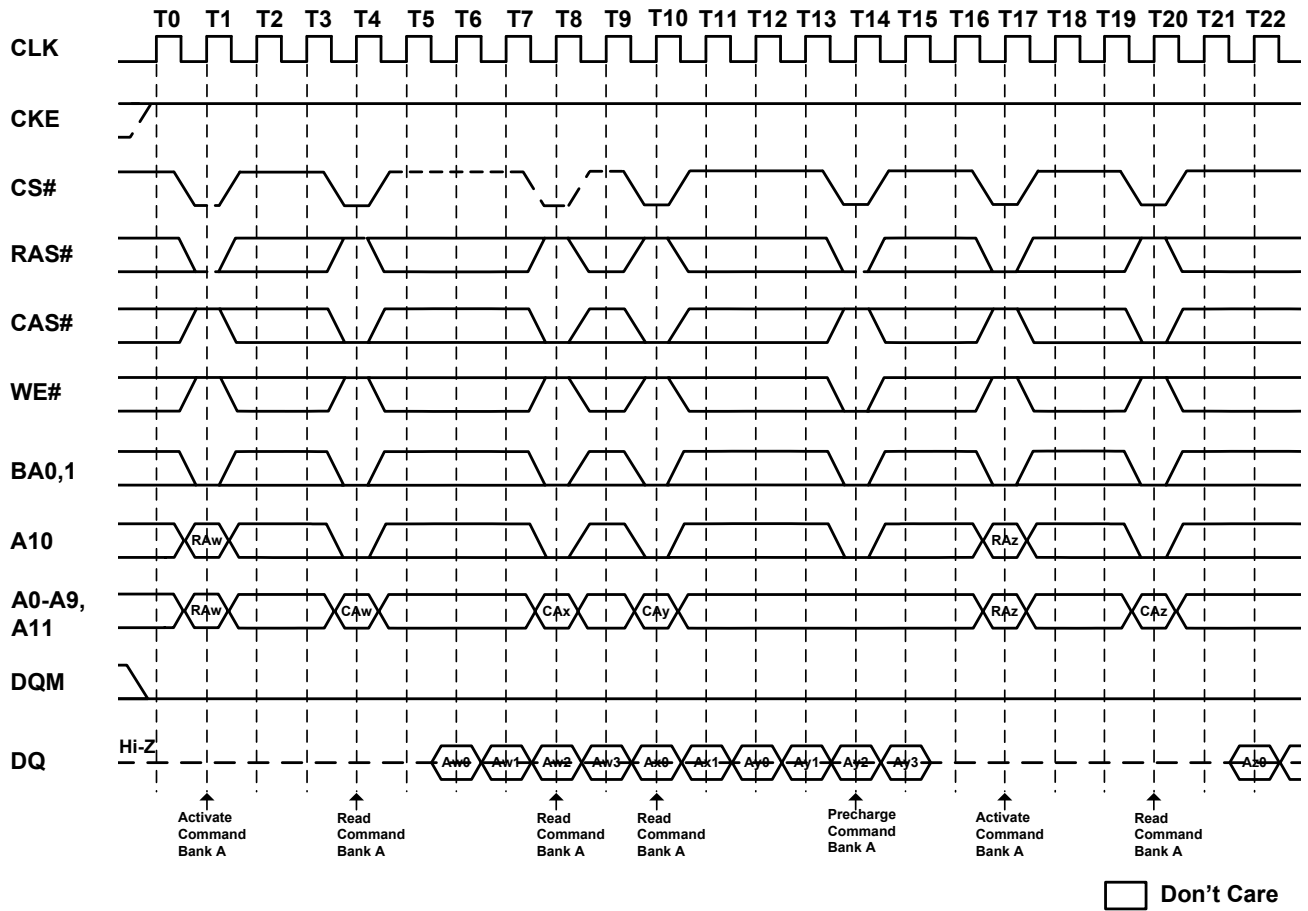 T0 T1 T2 T3 T4 T5 T6 T7 T8 T9 T10 T11 T12 T13 T14 T15 T16 T17 T18 T19 T20 T21 T22
CLK
CKE
CS#
RAS#
CAS#
WE#
BA0,1
A10
RAw RAz
A0-A9,
A11
RAw CAw CAx CAy RAz CAz
DQM
Hi-Z
DQ
Aw0 Aw1 Aw2 Aw3 Ax0 Ax1 Ay0 Ay1 Ay2 Ay3 Az0
Activate
Command
Bank A
Read
Command
Bank A
Read
Command
Bank A
Read
Command
Bank A
Precharge
Command
Bank A
Activate
Command
Bank A
Read
Command
Bank A
Don't Care